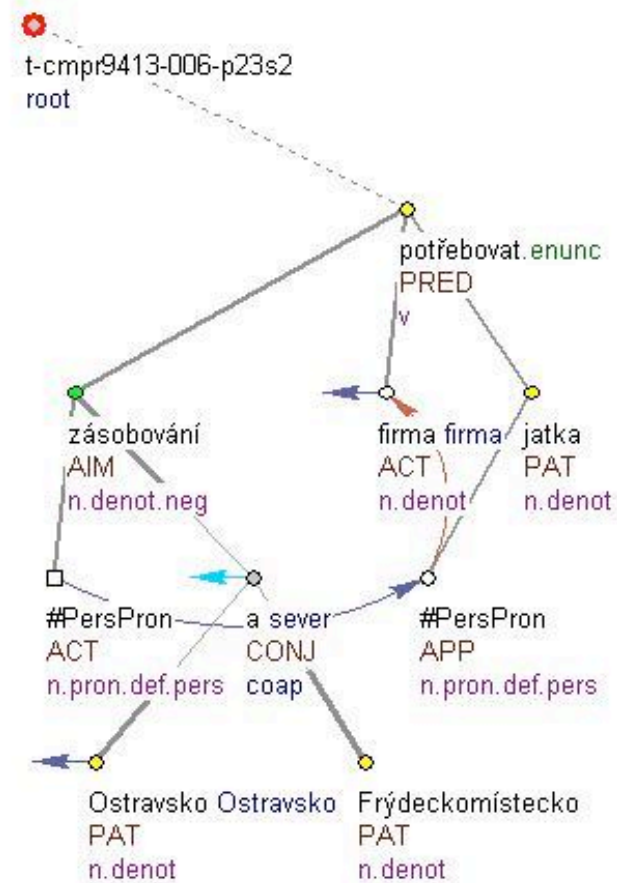 t-cmpr9413-006-p23s2
root
potřebovat.enunc
PRED
v
zásobování
AIM
n.denot.neg
firma firma
ACT
n.denot
jatka
PAT
n.denot
#PersPron
ACT
n.pron.def.pers
a sever
CONJ
coap
#PersPron
APP
n.pron.def.pers
Ostravsko Ostravsko
PAT
n.denot
Frýdeckomístecko
PAT
n.denot